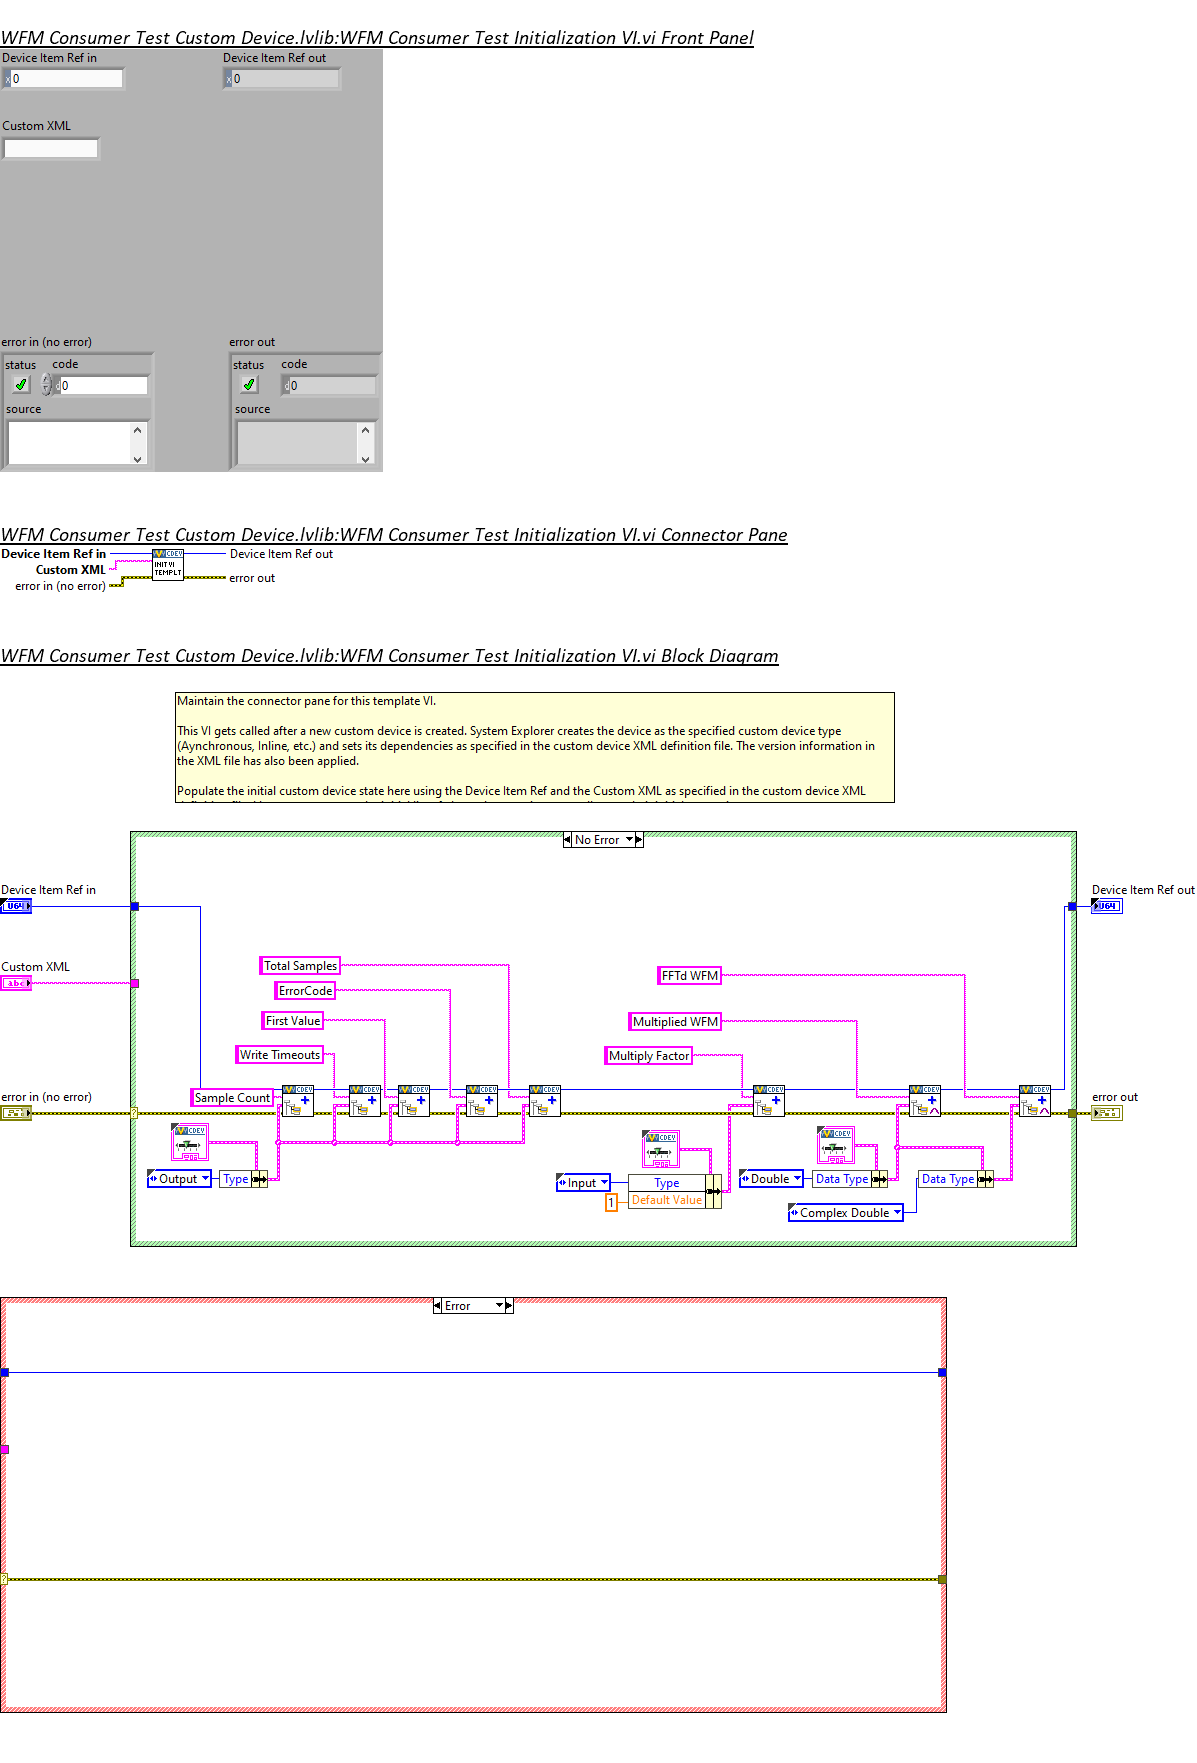 WFM Consumer Test Custom Device.lvlib:WFM Consumer Test Initialization VI.vi Front Panel
Device Item Ref in
Device Item Ref out
x 0
x 0
Custom XML
error in (no error)
error out
status code
status code
d 0
d 0
source
source
WFM Consumer Test Custom Device.lvlib:WFM Consumer Test Initialization VI.vi Connector Pane
Device Item Ref in
Device Item Ref out
CDEV
Custom XML
INIT VI
TEMPLT
error in (no error)
error out
WFM Consumer Test Custom Device.lvlib:WFM Consumer Test Initialization VI.vi Block Diagram
Maintain the connector pane for this template VI.
This VI gets called after a new custom device is created. System Explorer creates the device as the specified custom device type
(Aynchronous, Inline, etc.) and sets its dependencies as specified in the custom device XML definition file. The version information in
the XML file has also been applied.
Populate the initial custom device state here using the Device Item Ref and the Custom XML as specified in the custom device XML
No Error
Device Item Ref in
Device Item Ref out
U64
U64
Custom XML
abc
Total Samples
FFTd WFM
ErrorCode
First Value
Multiplied WFM
Write Timeouts
Multiply Factor
CDEV CDEV CDEV CDEV CDEV CDEV CDEV CDEV
Sample Count
error in (no error)
error out
?
CDEV
CDEV
CDEV
Output
Type
Input
Type
Double
Data Type
Data Type
1
Default Value
Complex Double
Error
?